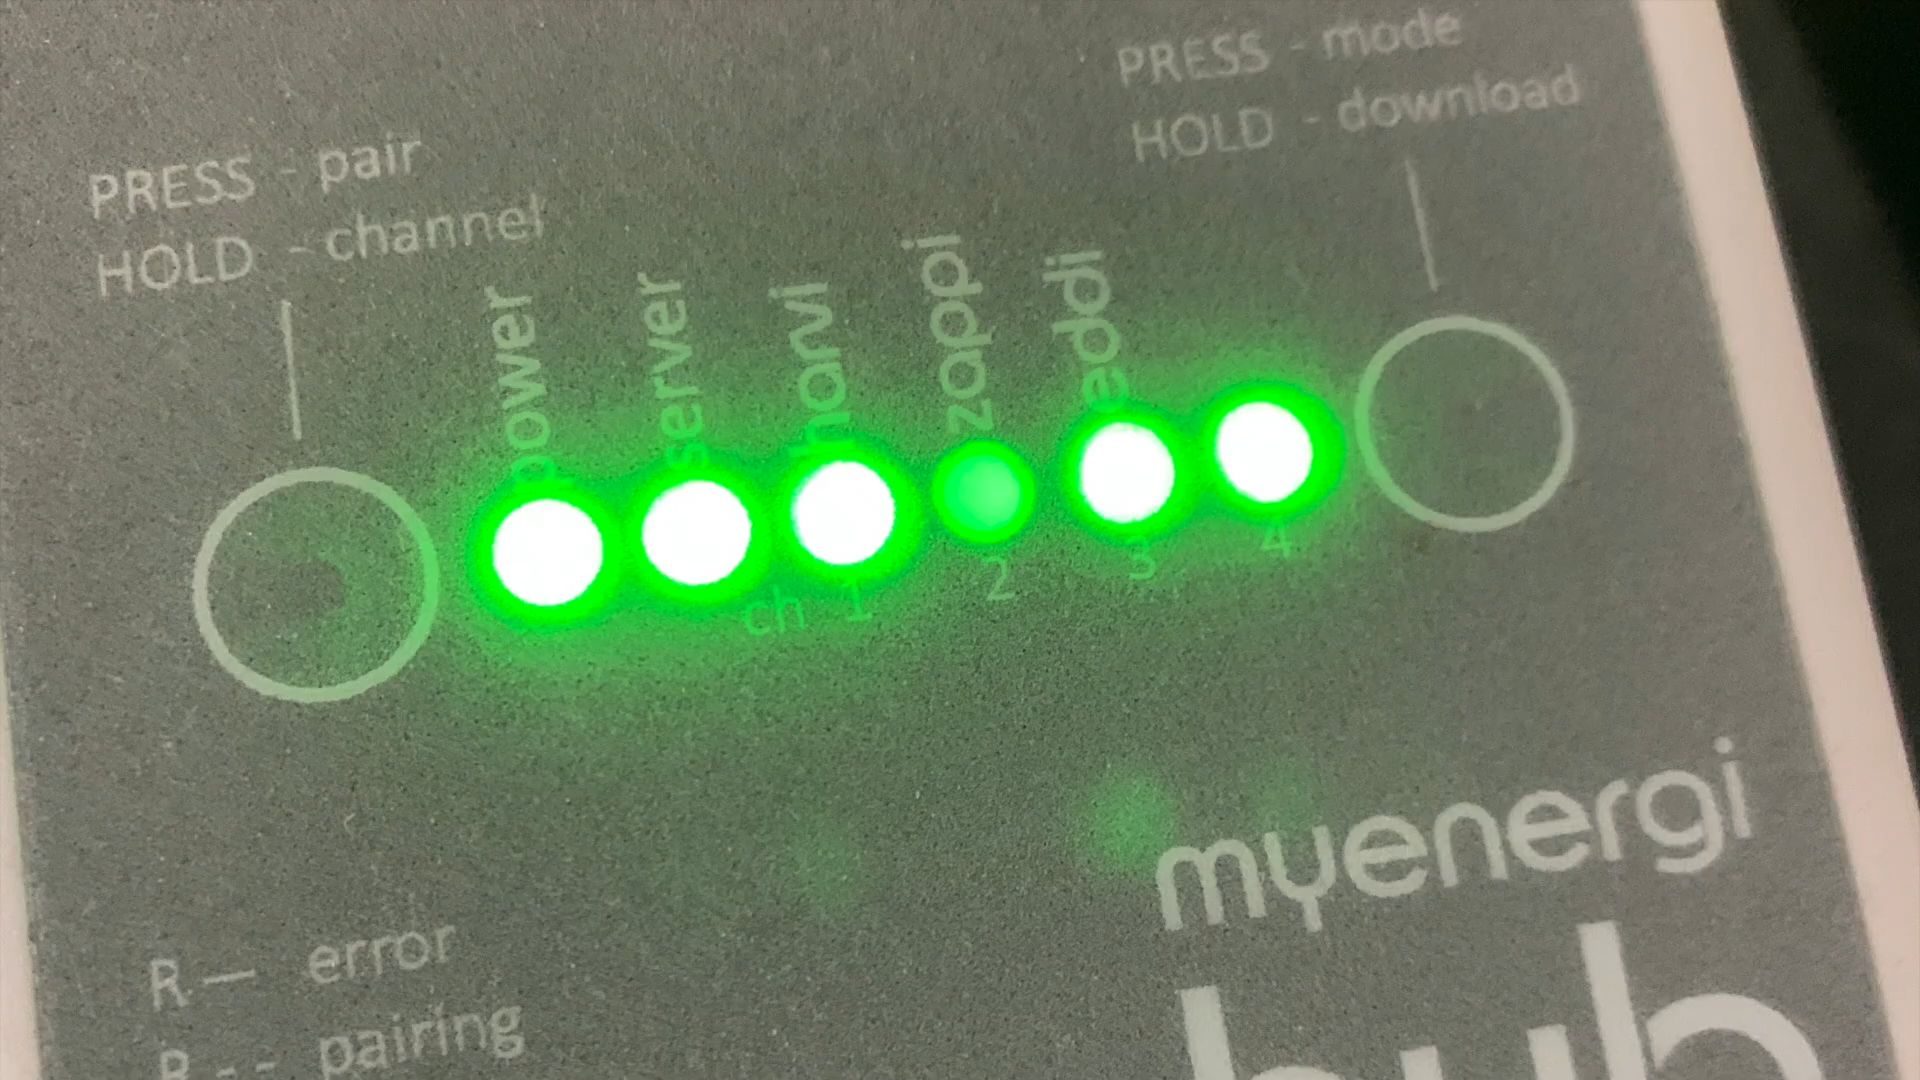 PRESS - mode
HOLD - download
PRESS - pair
HOLD - channel
power
server
harvi
zappi
eddi
ch 1 2 3 4
myenergi
hub
R — error
R - - pairing